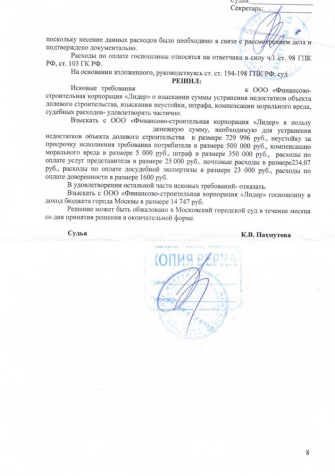 Судья
Секретарь:
поскольку несение данных расходов было необходимо в связи с рассмотрением дела и
подтверждено документально.
Расходы по оплате госпошлины относятся на ответчика в силу ч.1 ст. 98 ГПК
РФ, ст. 103 ГК РФ.
На основании изложенного, руководствуясь ст. ст. 194-198 ГПК РФ, суд
РЕШИЛ:
Исковые требования к ООО «Финансово-
строительная корпорация «Лидер» о взыскании суммы устранения недостатков объекта
долевого строительства, взыскании неустойки, штрафа, компенсации морального вреда,
судебных расходов- удовлетворить частично.
Взыскать с ООО «Финансово-строительная корпорация «Лидер» в пользу
денежную сумму, необходимую для устранения
недостатков объекта долевого строительства в размере 729 996 руб., неустойку за
просрочку исполнения требования потребителя в размере 500 000 руб., компенсацию
морального вреда в размере 5 000 руб., штраф в размере 350 000 руб., расходы по
оплате услуг представителя в размере 25 000 руб. почтовые расходы в размере234,07
руб., расходы по оплате досудебной экспертизы в размере 23 000 руб., расходы по
оплате доверенности в размере 1600 руб.
В удовлетворении остальной части исковых требований- отказать.
Взыскать с ООО «Финансово-строительная корпорация «Лидер» госпошлину в
доход бюджета города Москвы в размере 14 747 руб.
Решение может быть обжаловано в Московский городской суд в течение месяца
со дня принятия решения в окончательной форме.
Судья К.В. Пахмутова
КОПИЯ ВЕРНА
8